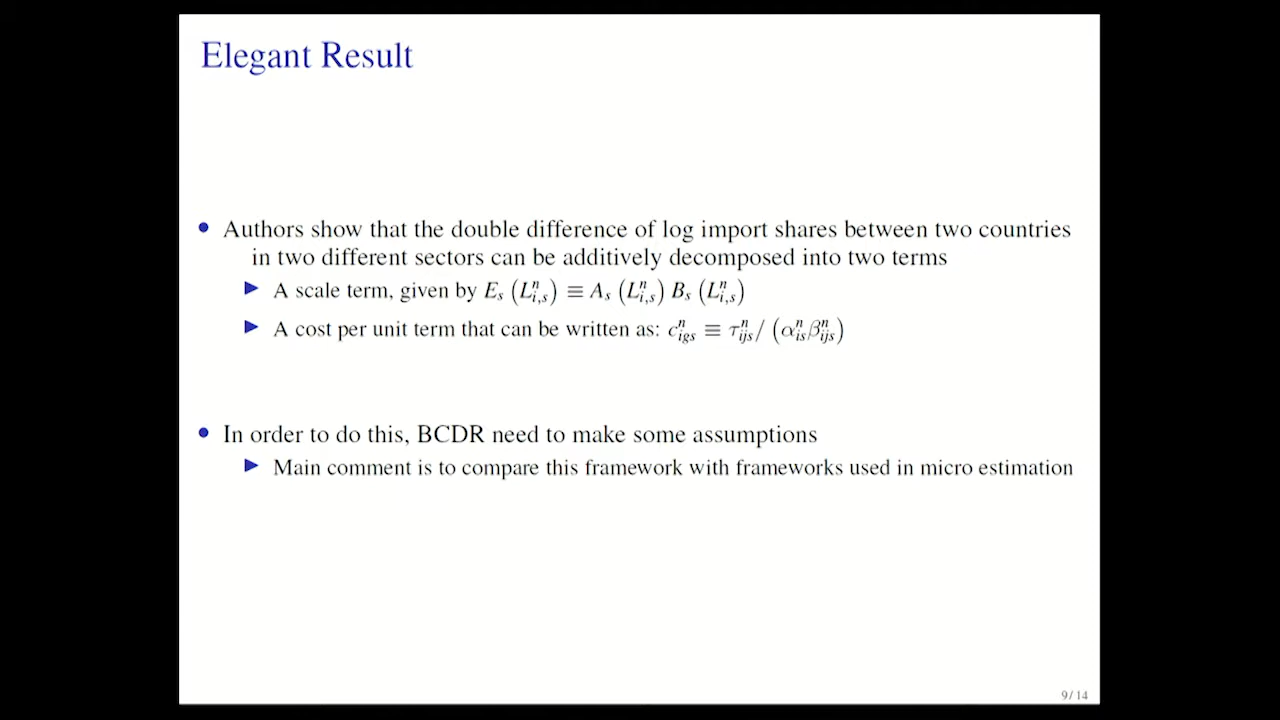 Elegant Result
• Authors show that the double difference of log import shares between two countries
in two different sectors can be additively decomposed into two terms
▶ A scale term, given by E_s (L^n_{i,s}) ≡ A_s (L^n_{i,s}) B_s (L^n_{i,s})
▶ A cost per unit term that can be written as: c^n_{igs} ≡ τ^n_{ijs}/ (α^n_{is}β^n_{ijs})
• In order to do this, BCDR need to make some assumptions
▶ Main comment is to compare this framework with frameworks used in micro estimation
9/14